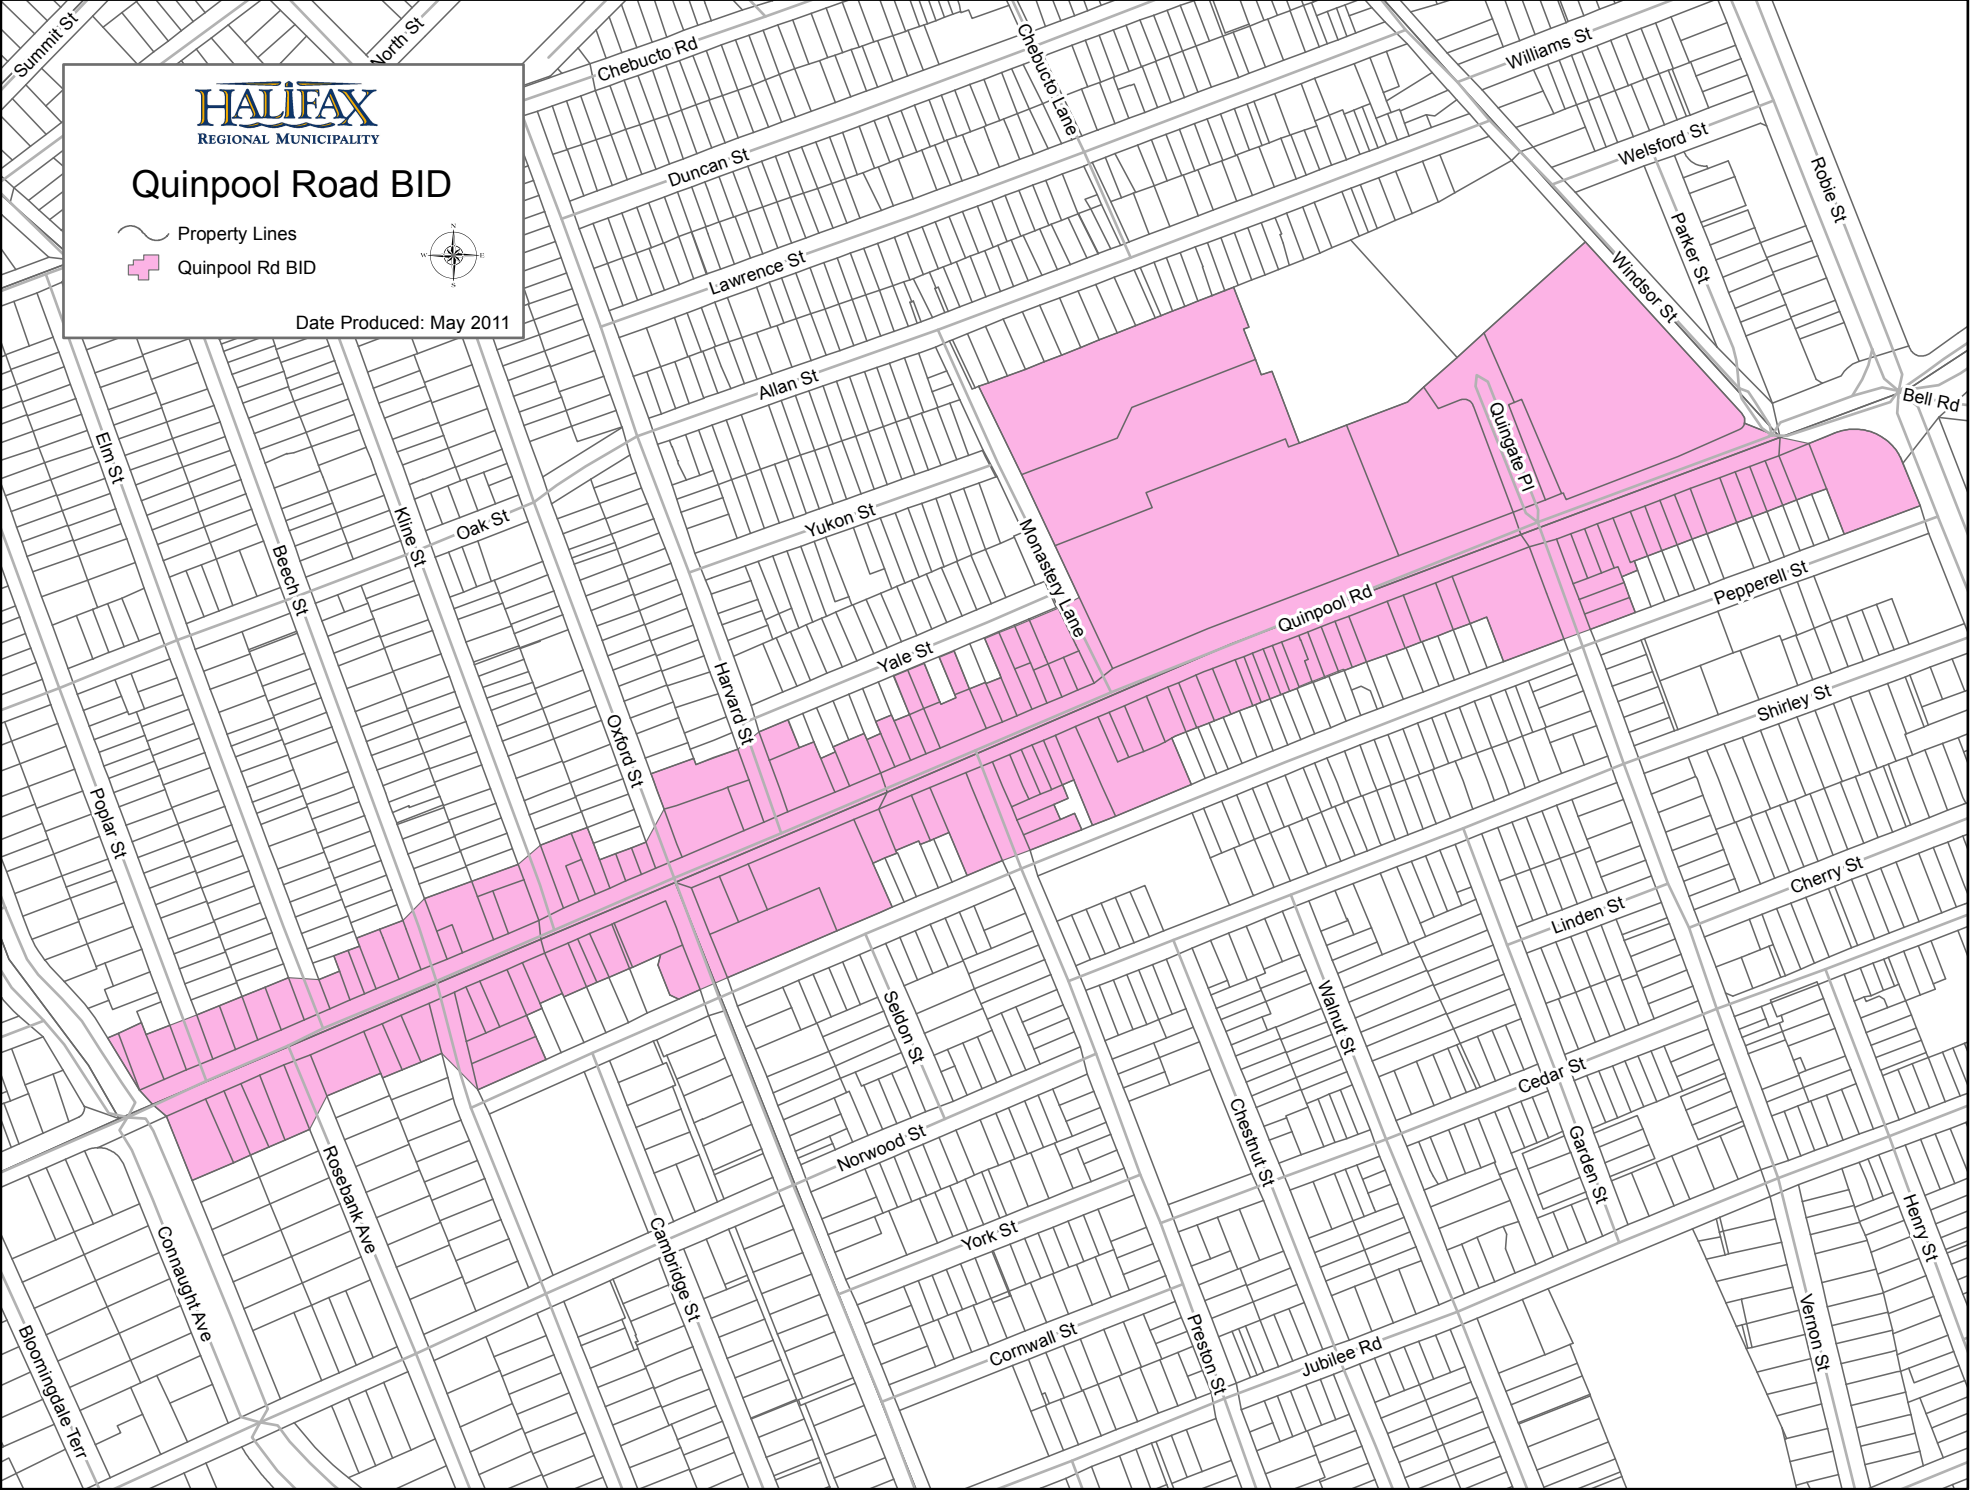 Summit St
North St
Chebucto Rd
Chebucto Lane
Williams St
HALIFAX
REGIONAL MUNICIPALITY
Quinpool Road BID
Property Lines
Quinpool Rd BID
N
W
E
S
Date Produced: May 2011
Duncan St
Welsford St
Robie St
Parker St
Lawrence St
Windsor St
Allan St
Bell Rd
Elm St
Quingate Pl
Oak St
Kline St
Yukon St
Beech St
Monastery Lane
Pepperell St
Quinpool Rd
Yale St
Harvard St
Shirley St
Oxford St
Poplar St
Cherry St
Linden St
Seldon St
Walnut St
Cedar St
Norwood St
Chestnut St
Garden St
Rosebank Ave
Henry St
York St
Cambridge St
Connaught Ave
Cornwall St
Preston St
Jubilee Rd
Vernon St
Bloomingdale Terr